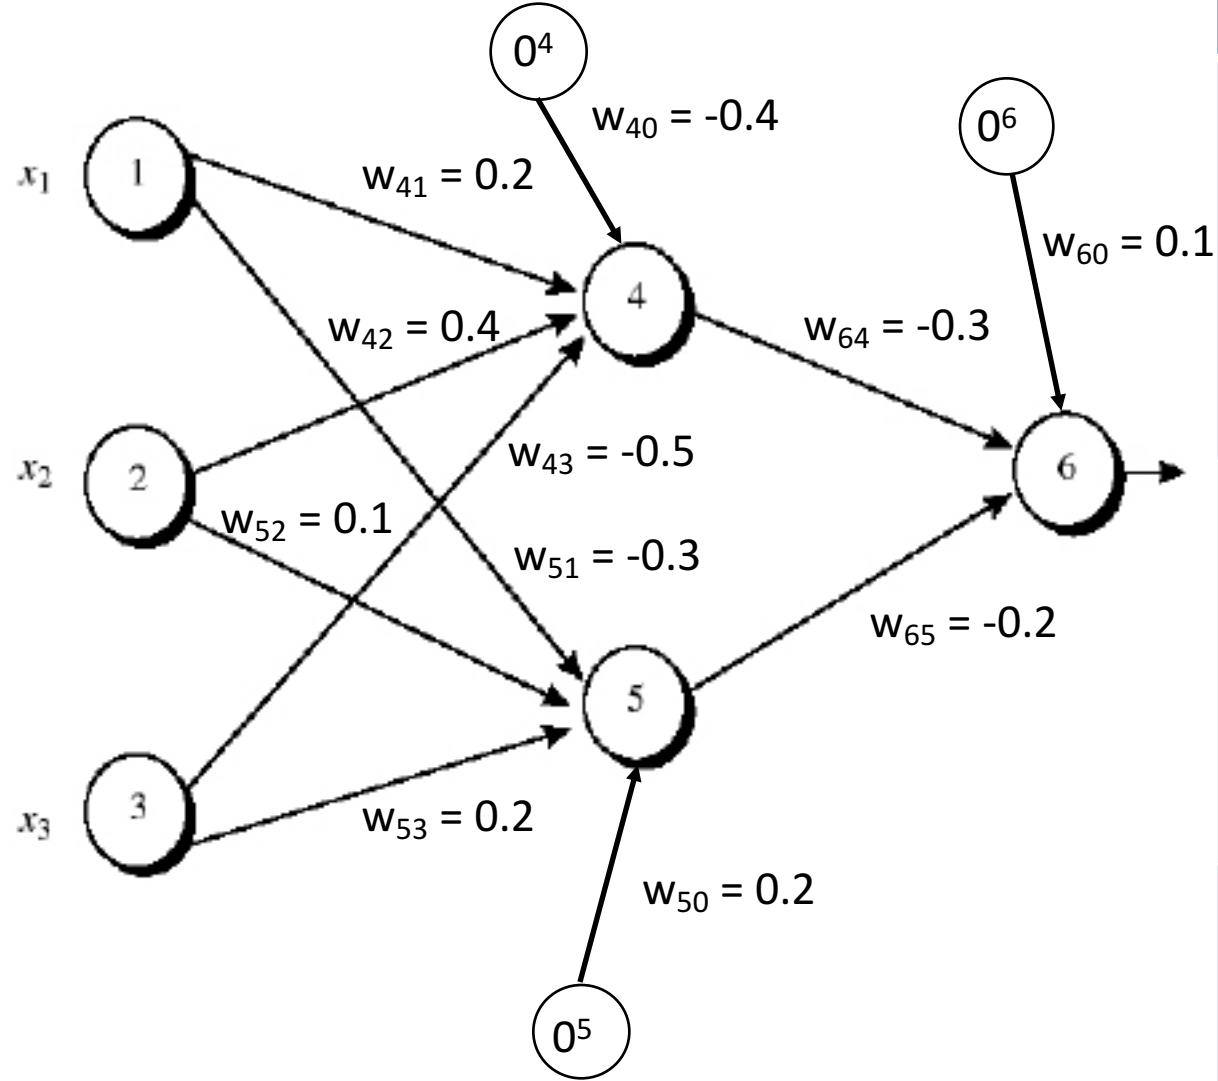 0⁴
w₄₀ = -0.4
0⁶
x₁
1
w₄₁ = 0.2
w₆₀ = 0.1
4
w₄₂ = 0.4
w₆₄ = -0.3
x₂
2
w₄₃ = -0.5
6
w₅₂ = 0.1
w₅₁ = -0.3
w₆₅ = -0.2
5
x₃
3
w₅₃ = 0.2
w₅₀ = 0.2
0⁵